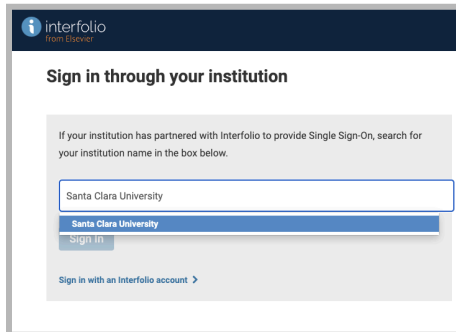 interfolio
from Elsevier
Sign in through your institution
If your institution has partnered with Interfolio to provide Single Sign-On, search for
your institution name in the box below.
Santa Clara University
Santa Clara University
Sign In
Sign in with an Interfolio account